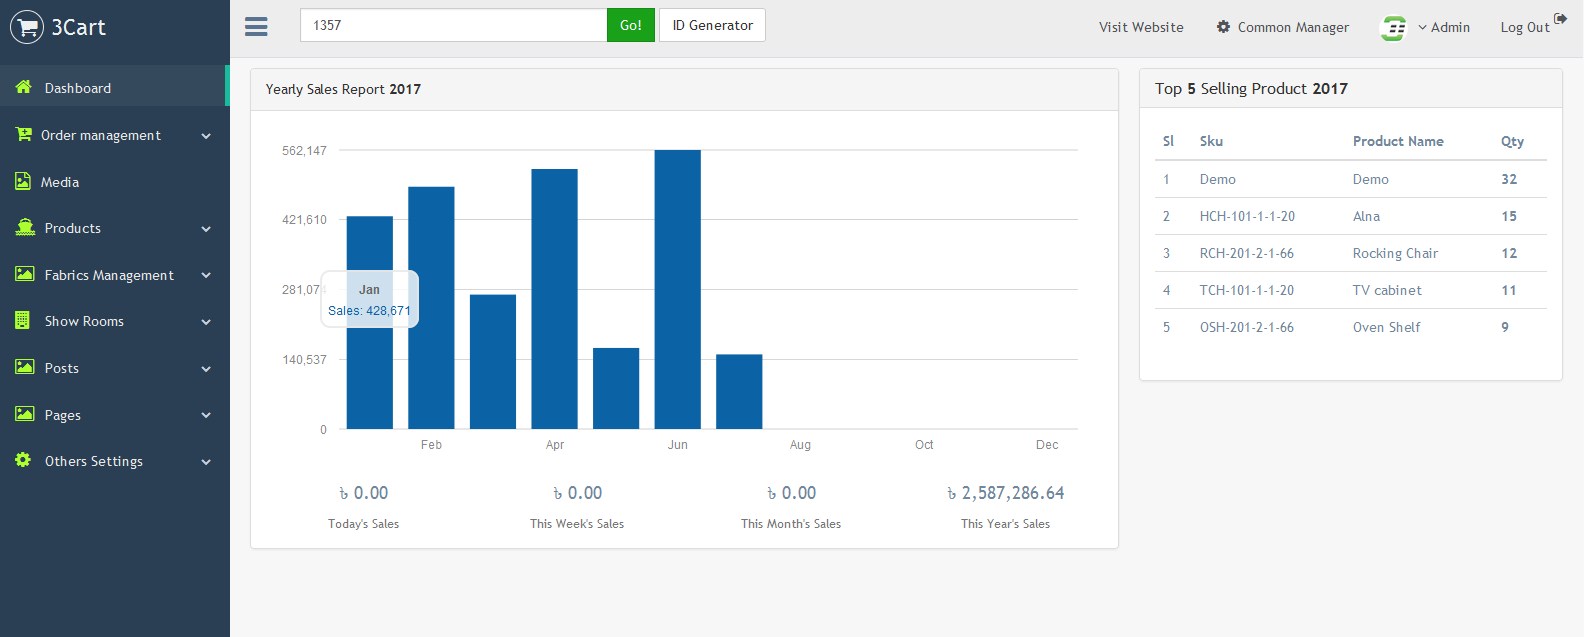 3Cart
1357 Go! ID Generator
Visit Website Common Manager Admin Log Out
Dashboard
Order management
Media
Products
Fabrics Management
Show Rooms
Posts
Pages
Others Settings
Yearly Sales Report 2017
562,147
421,610
281,074
140,537
0
Jan
Sales: 428,671
Feb Apr Jun Aug Oct Dec
৳ 0.00 ৳ 0.00 ৳ 0.00 ৳ 2,587,286.64
Today's Sales This Week's Sales This Month's Sales This Year's Sales
Top 5 Selling Product 2017
Sl Sku Product Name Qty
1 Demo Demo 32
2 HCH-101-1-1-20 Alna 15
3 RCH-201-2-1-66 Rocking Chair 12
4 TCH-101-1-1-20 TV cabinet 11
5 OSH-201-2-1-66 Oven Shelf 9